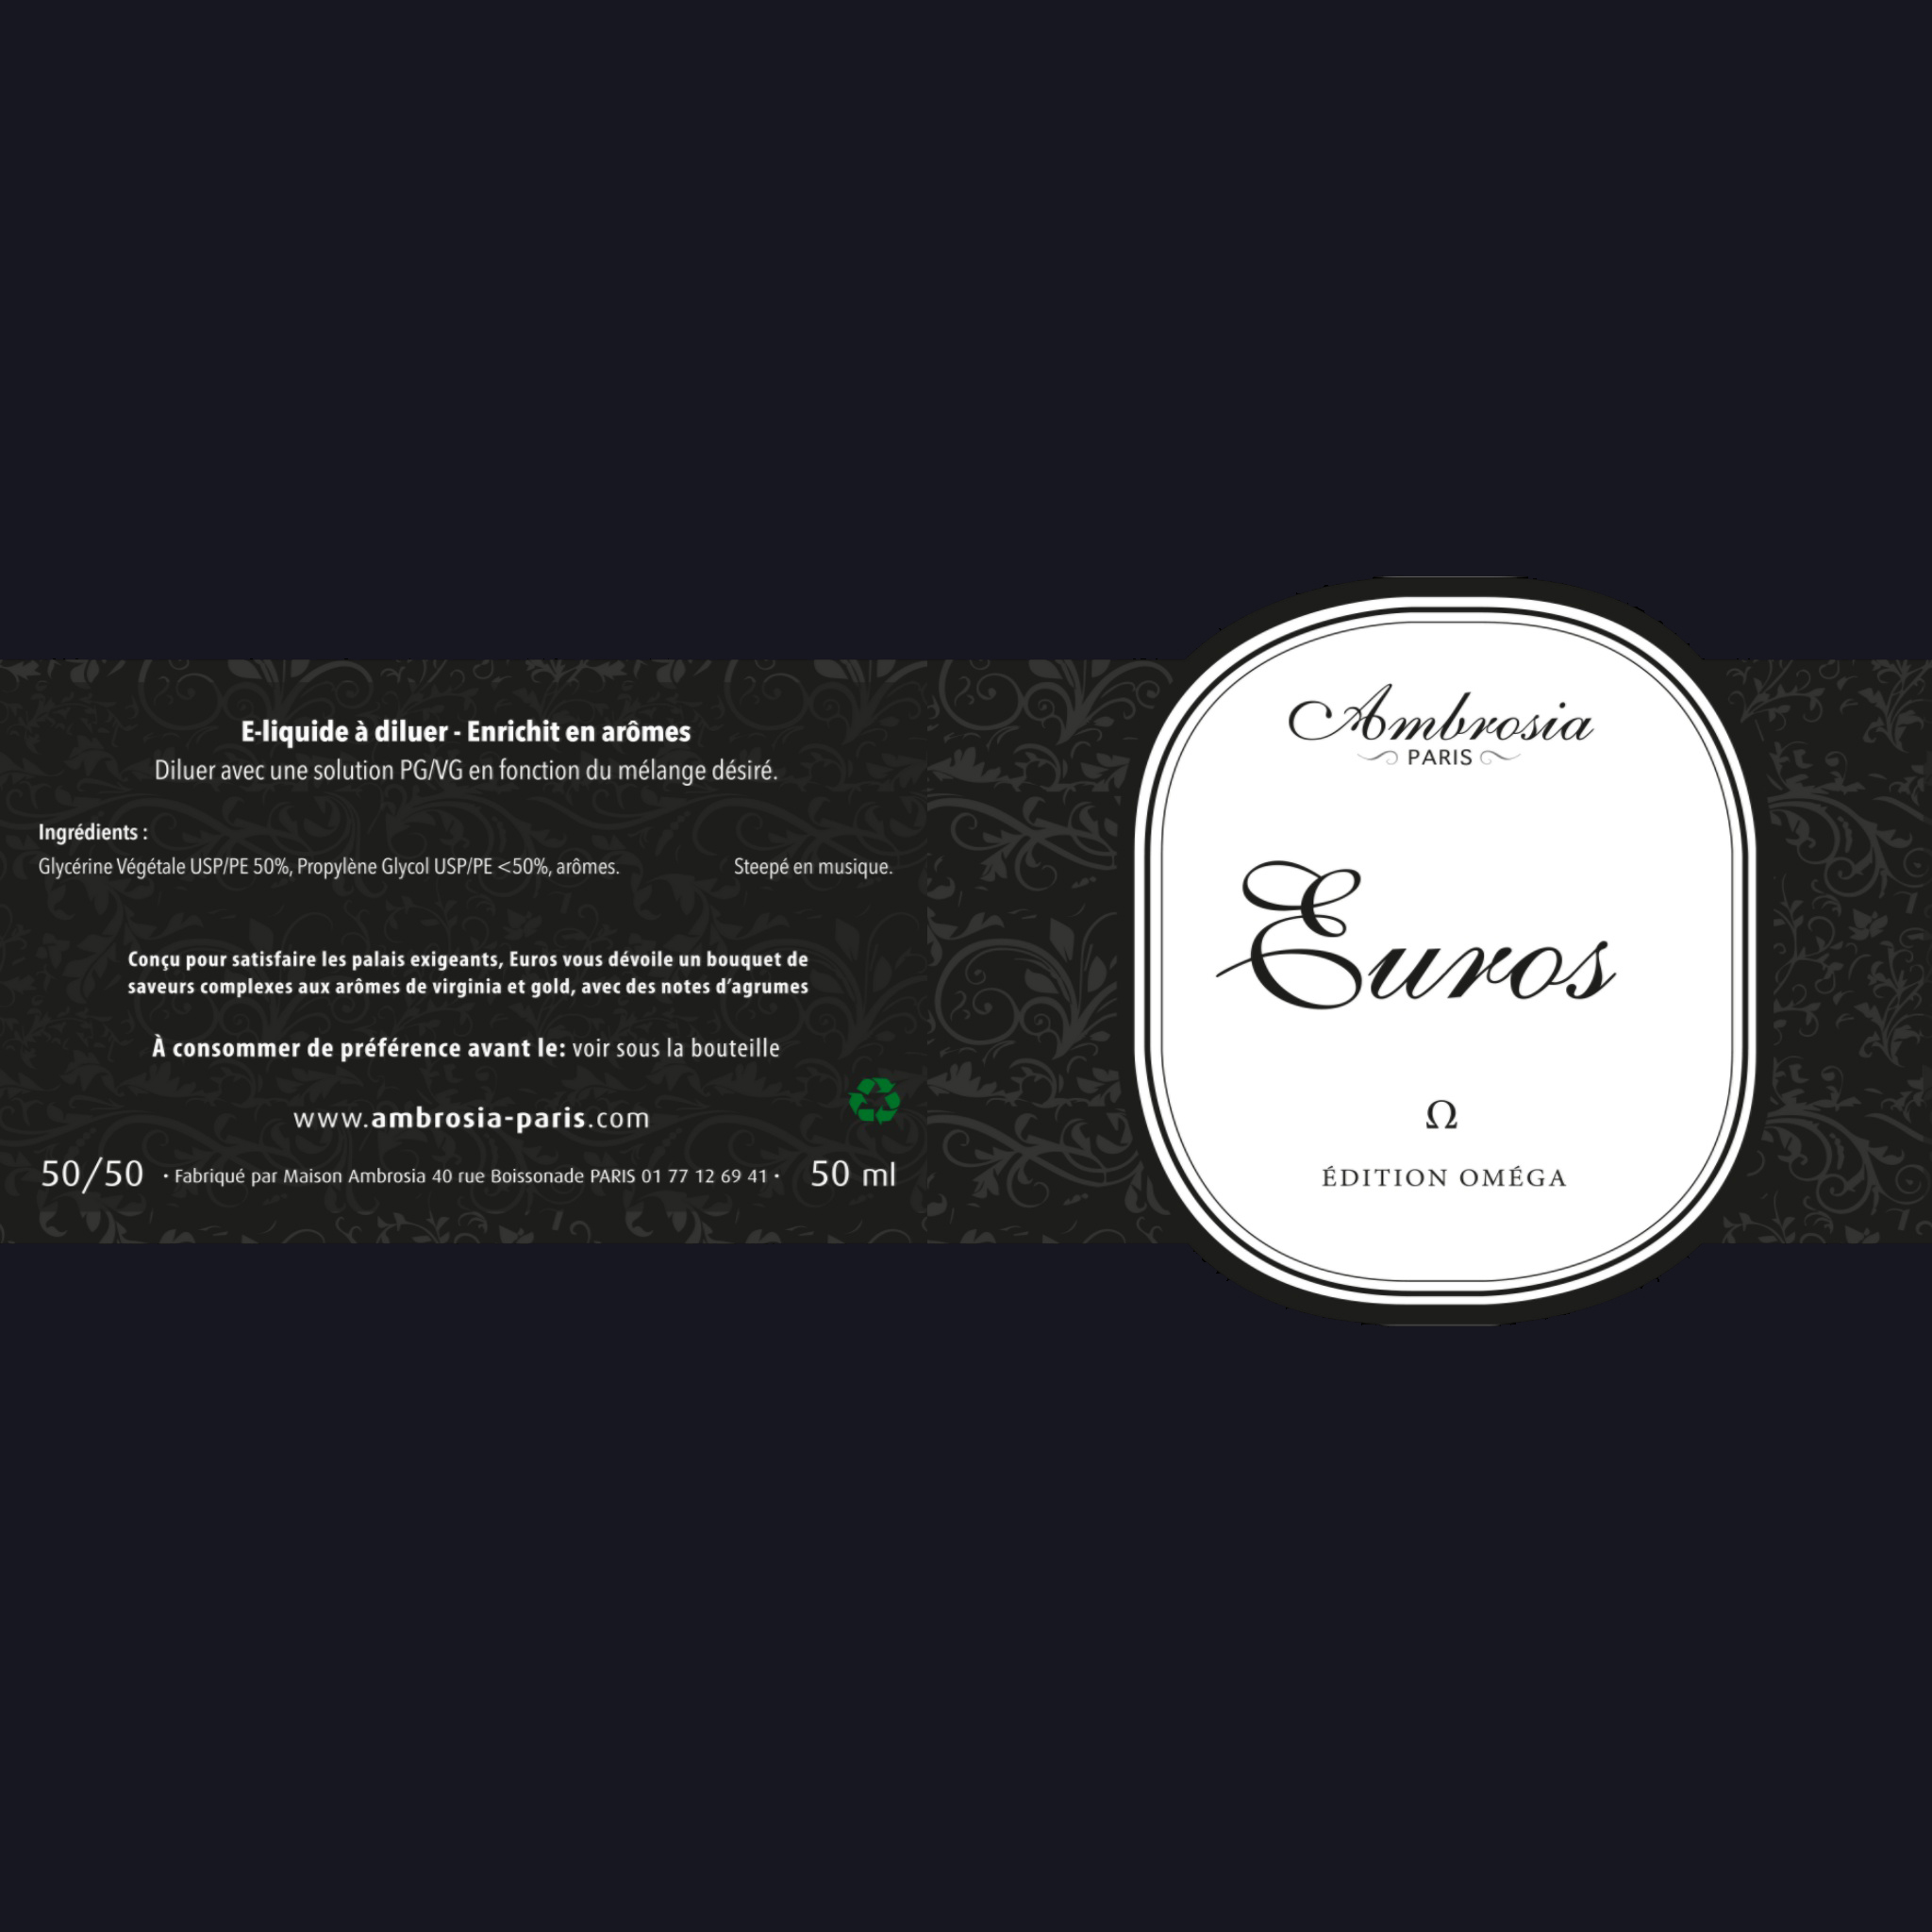 E-liquide à diluer - Enrichit en arômes
Diluer avec une solution PG/VG en fonction du mélange désiré.
Ingrédients :
Glycérine Végétale USP/PE 50%, Propylène Glycol USP/PE <50%, arômes. Steepé en musique.
Conçu pour satisfaire les palais exigeants, Euros vous dévoile un bouquet de
saveurs complexes aux arômes de virginia et gold, avec des notes d’agrumes
À consommer de préférence avant le: voir sous la bouteille
www.ambrosia-paris.com
50/50 · Fabriqué par Maison Ambrosia 40 rue Boissonade PARIS 01 77 12 69 41 · 50 ml
Ambrosia
PARIS
Euros
Ω
ÉDITION OMÉGA